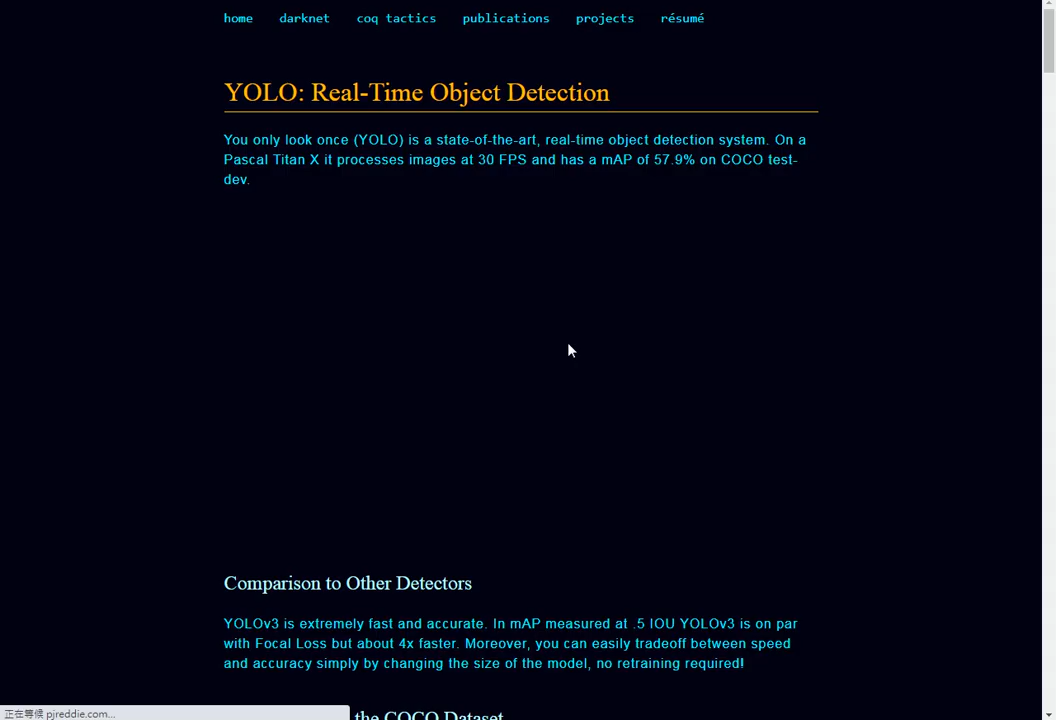 home darknet coq tactics publications projects résumé
YOLO: Real-Time Object Detection
You only look once (YOLO) is a state-of-the-art, real-time object detection system. On a
Pascal Titan X it processes images at 30 FPS and has a mAP of 57.9% on COCO test-
dev.
Comparison to Other Detectors
YOLOv3 is extremely fast and accurate. In mAP measured at .5 IOU YOLOv3 is on par
with Focal Loss but about 4x faster. Moreover, you can easily tradeoff between speed
and accuracy simply by changing the size of the model, no retraining required!
the COCO Dataset
正在等候 pjreddie.com...